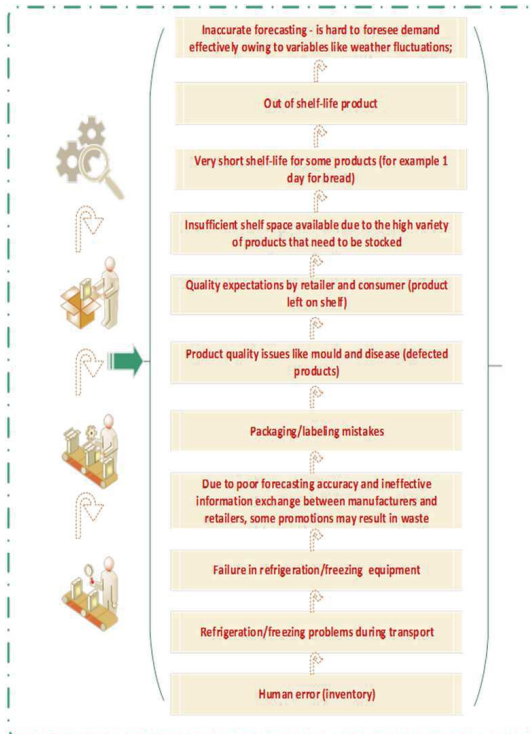 Inaccurate forecasting - is hard to foresee demand
effectively owing to variables like weather fluctuations;
Out of shelf-life product
Very short shelf-life for some products (for example 1
day for bread)
Insufficient shelf space available due to the high variety
of products that need to be stocked
Quality expectations by retailer and consumer (product
left on shelf)
Product quality issues like mould and disease (defected
products)
Packaging/labeling mistakes
Due to poor forecasting accuracy and ineffective
information exchange between manufacturers and
retailers, some promotions may result in waste
Failure in refrigeration/freezing equipment
Refrigeration/freezing problems during transport
Human error (inventory)